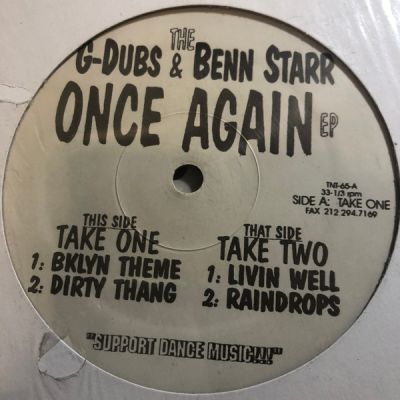 THE
G-DUBS & BENN STARR
ONCE AGAIN EP
TNT-65-A
33-1/3 rpm
SIDE A: TAKE ONE
FAX 212 294.7169
THIS SIDE
TAKE ONE
1: BKLYN THEME
2: DIRTY THANG
THAT SIDE
TAKE TWO
1: LIVIN WELL
2: RAINDROPS
"SUPPORT DANCE MUSIC!!!"